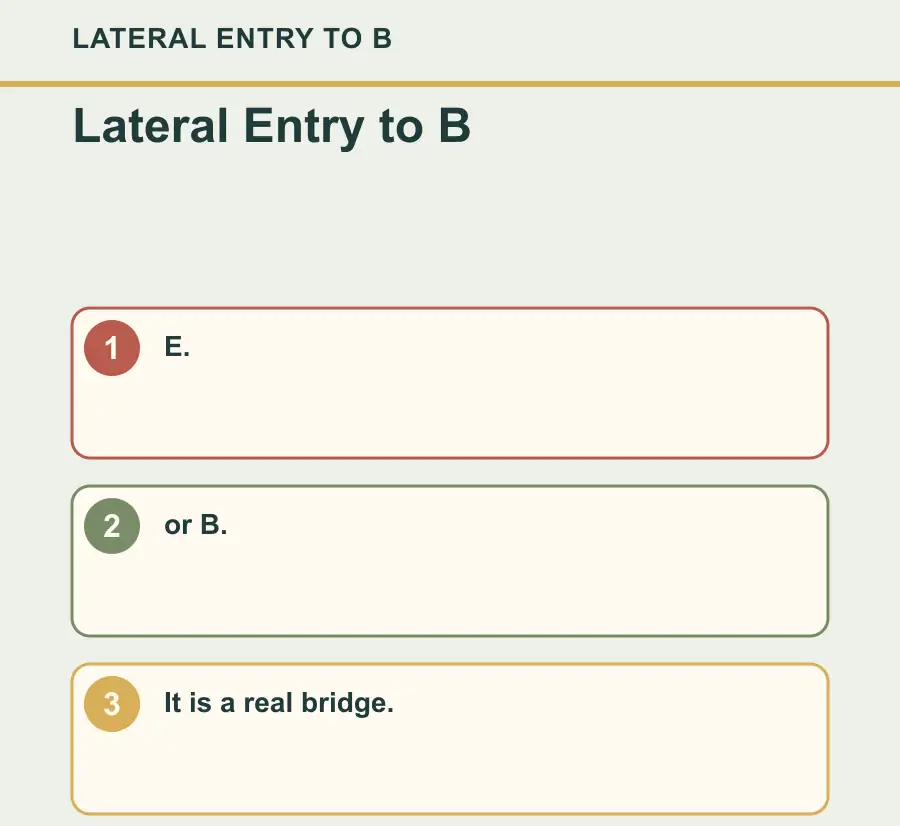 LATERAL ENTRY TO B
Lateral Entry to B
1 E.
2 or B.
3 It is a real bridge.